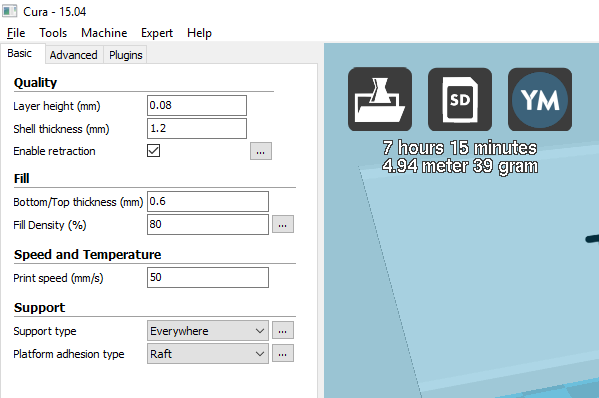 Cura - 15.04
File Tools Machine Expert Help
Basic Advanced Plugins
Quality
Layer height (mm) 0.08
Shell thickness (mm) 1.2
Enable retraction ...
Fill
Bottom/Top thickness (mm) 0.6
Fill Density (%) 80 ...
Speed and Temperature
Print speed (mm/s) 50
Support
Support type Everywhere ...
Platform adhesion type Raft ...
SD
YM
7 hours 15 minutes
4.94 meter 39 gram